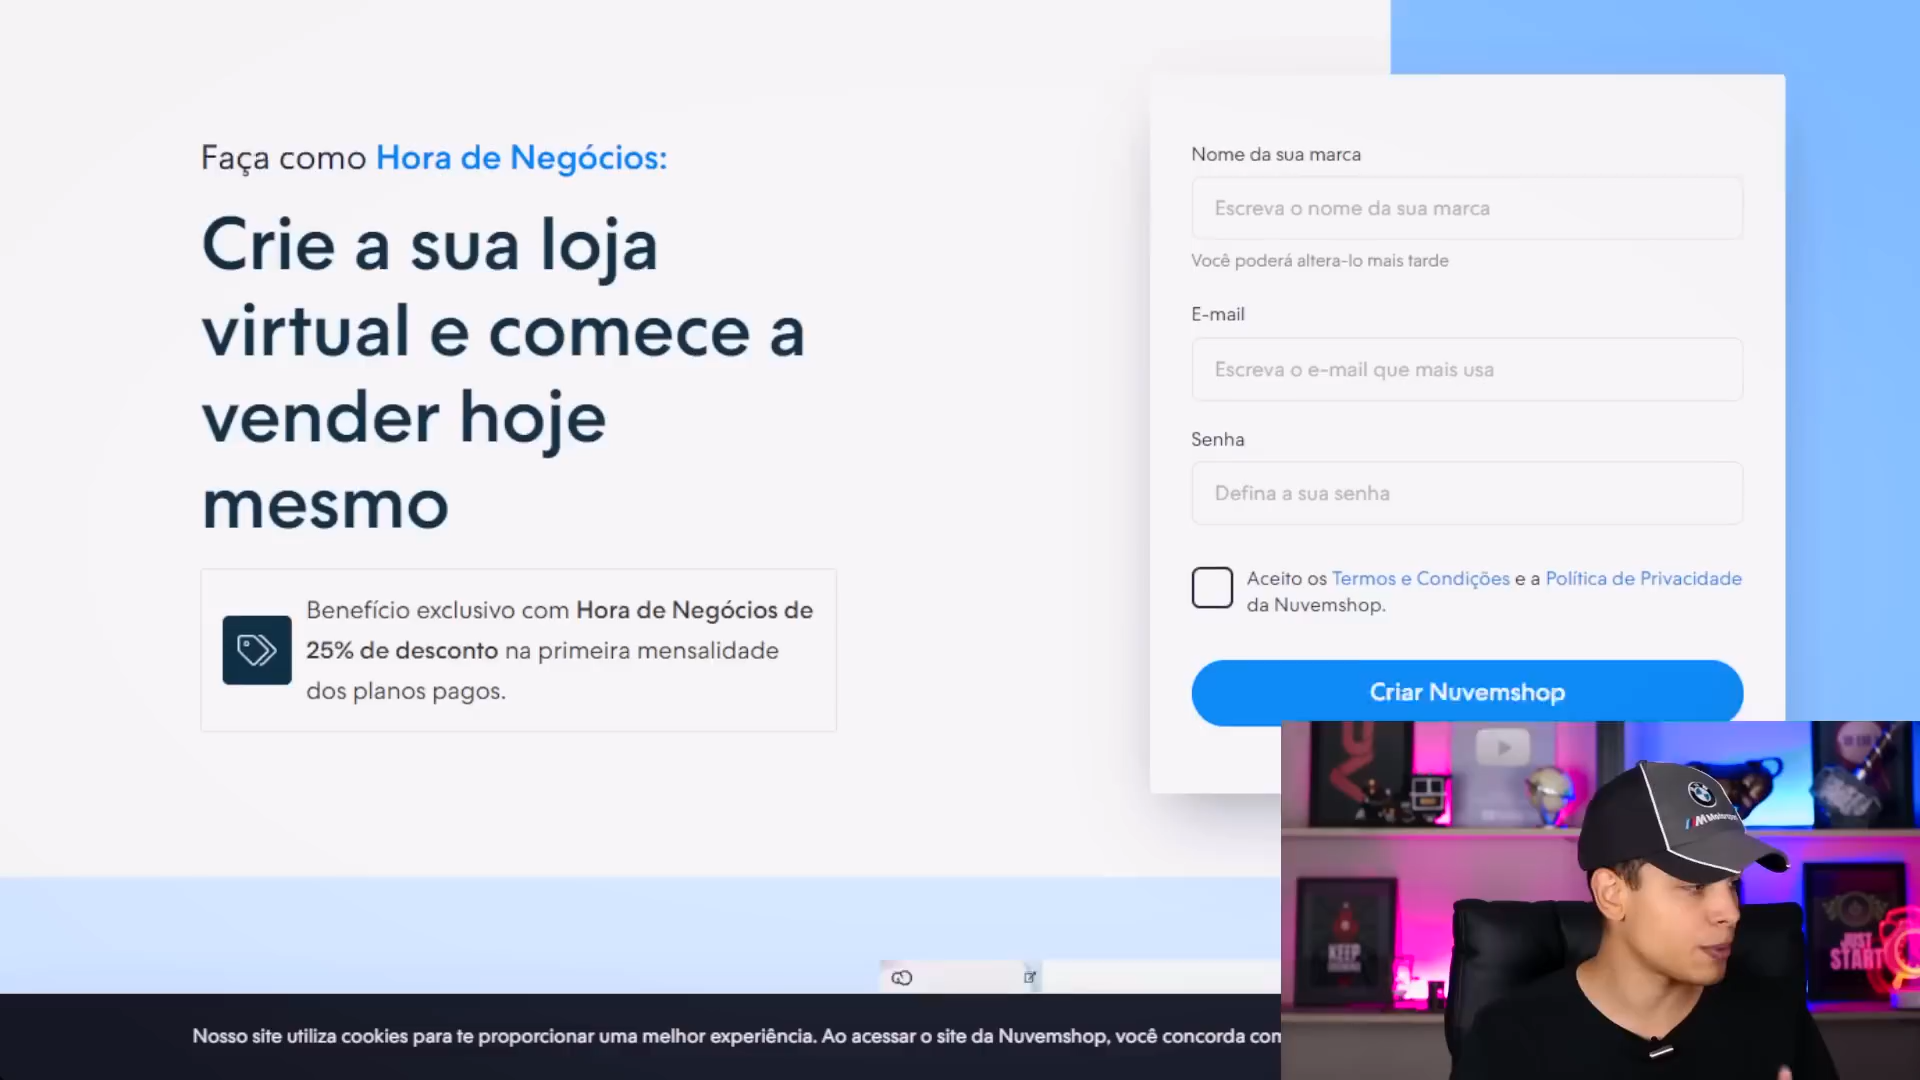 Faça como Hora de Negócios:
Crie a sua loja
virtual e comece a
vender hoje
mesmo
Benefício exclusivo com Hora de Negócios de
25% de desconto na primeira mensalidade
dos planos pagos.
Nome da sua marca
Escreva o nome da sua marca
Você poderá altera-lo mais tarde
E-mail
Escreva o e-mail que mais usa
Senha
Defina a sua senha
Aceito os Termos e Condições e a Política de Privacidade
da Nuvemshop.
Criar Nuvemshop
Nosso site utiliza cookies para te proporcionar uma melhor experiência. Ao acessar o site da Nuvemshop, você concorda com
KEEP
JUST
START